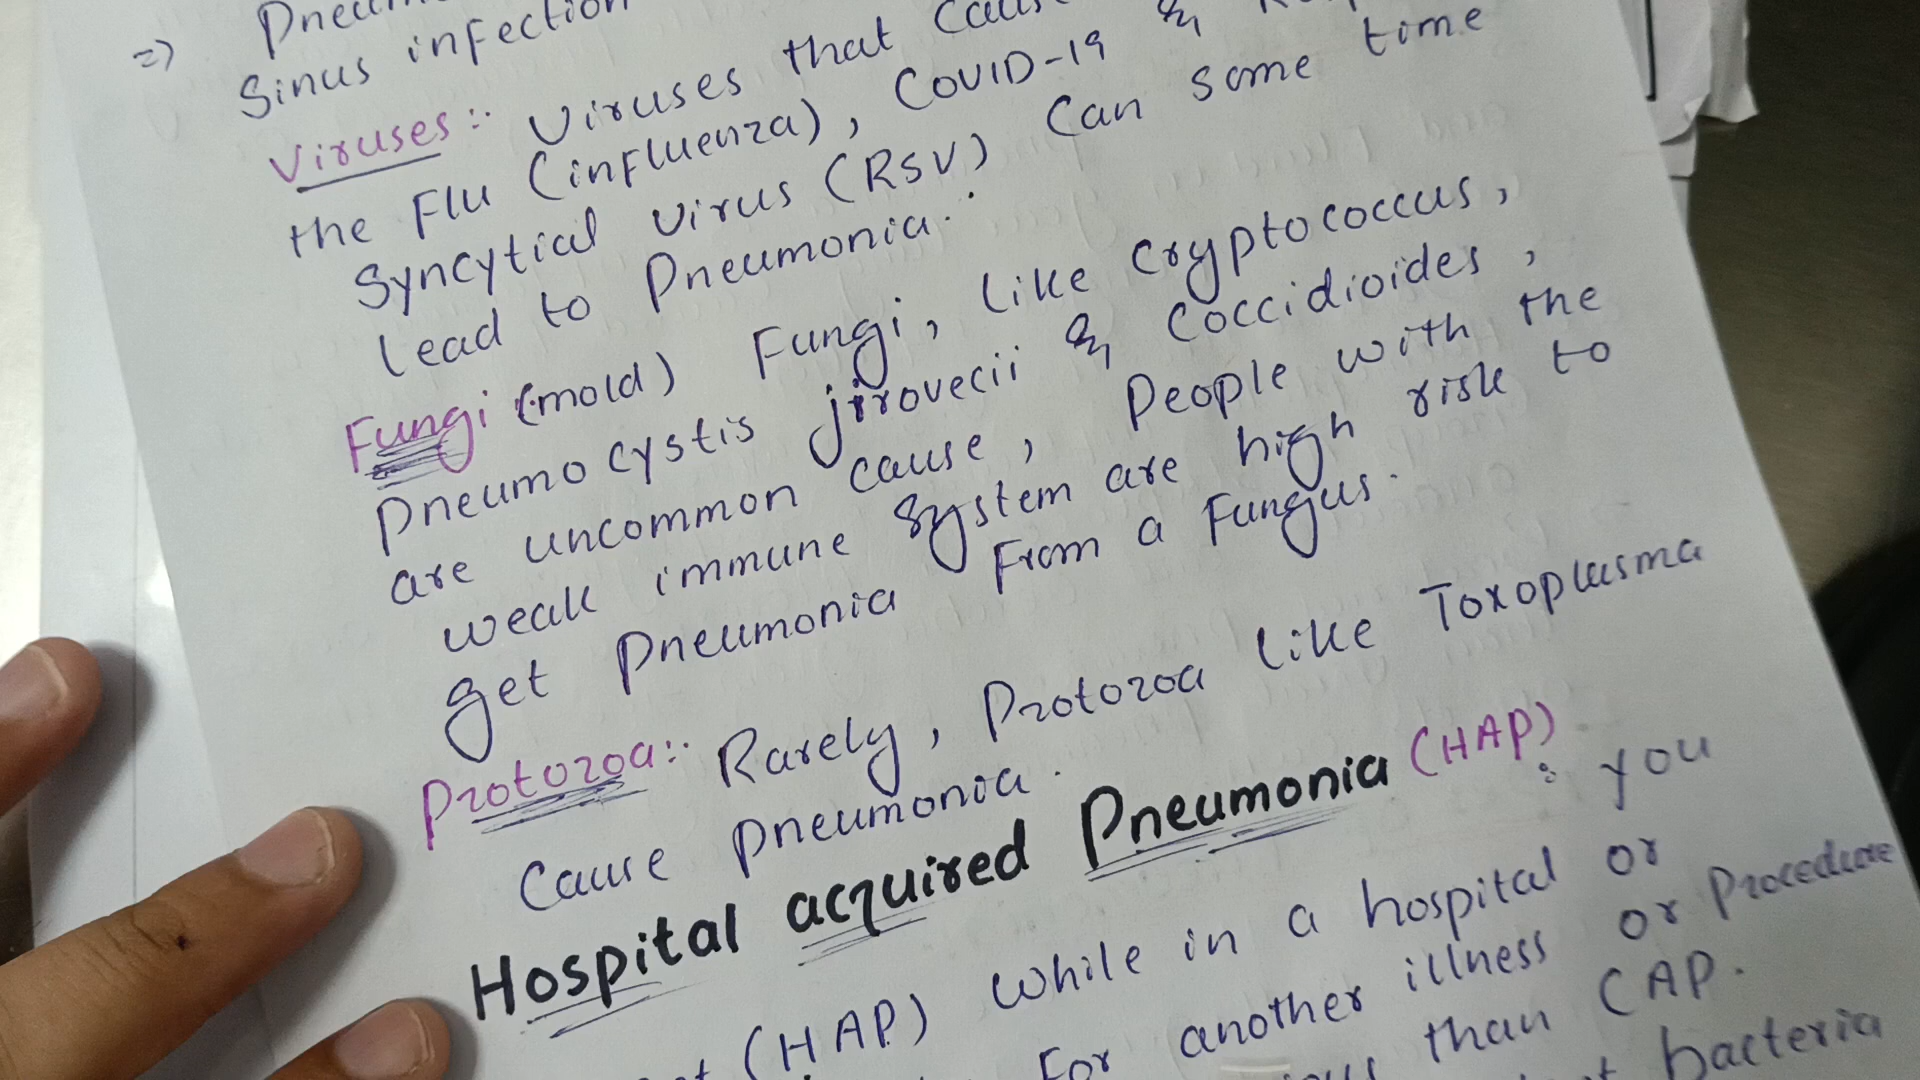 =>
Sinus infection
Viruses :- Viruses that
the Flu (influenza), COVID-19 &
Syncytial virus (RSV) can some time
lead to Pneumonia.
Fungi (mold) Fungi, like Cryptococcus,
Pneumocystis jirovecii & Coccidioides,
are uncommon cause, People with the
weak immune system are high risk to
get Pneumonia From a Fungus.
Protozoa:- Rarely, Protozoa like Toxoplasma
Cause pneumonia.
Hospital acquired Pneumonia (HAP)
: you
(HAP) while in a hospital or
For another illness or Procedure
than CAP.
bacteria